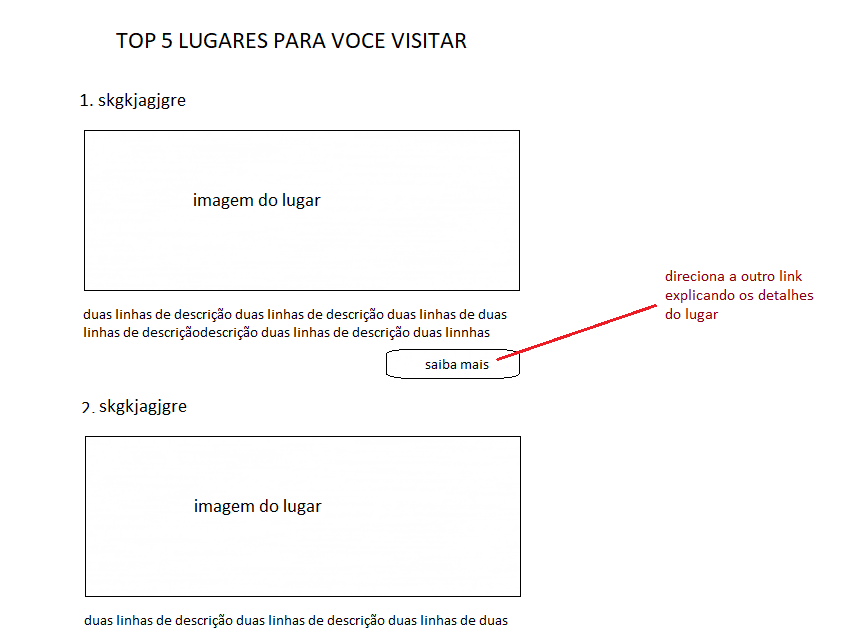 TOP 5 LUGARES PARA VOCE VISITAR
1. skgkjagjgre
imagem do lugar
duas linhas de descrição duas linhas de descrição duas linhas de duas
linhas de descriçãodescrição duas linhas de descrição duas linnhas
saiba mais
direciona a outro link
explicando os detalhes
do lugar
2. skgkjagjgre
imagem do lugar
duas linhas de descrição duas linhas de descrição duas linhas de duas